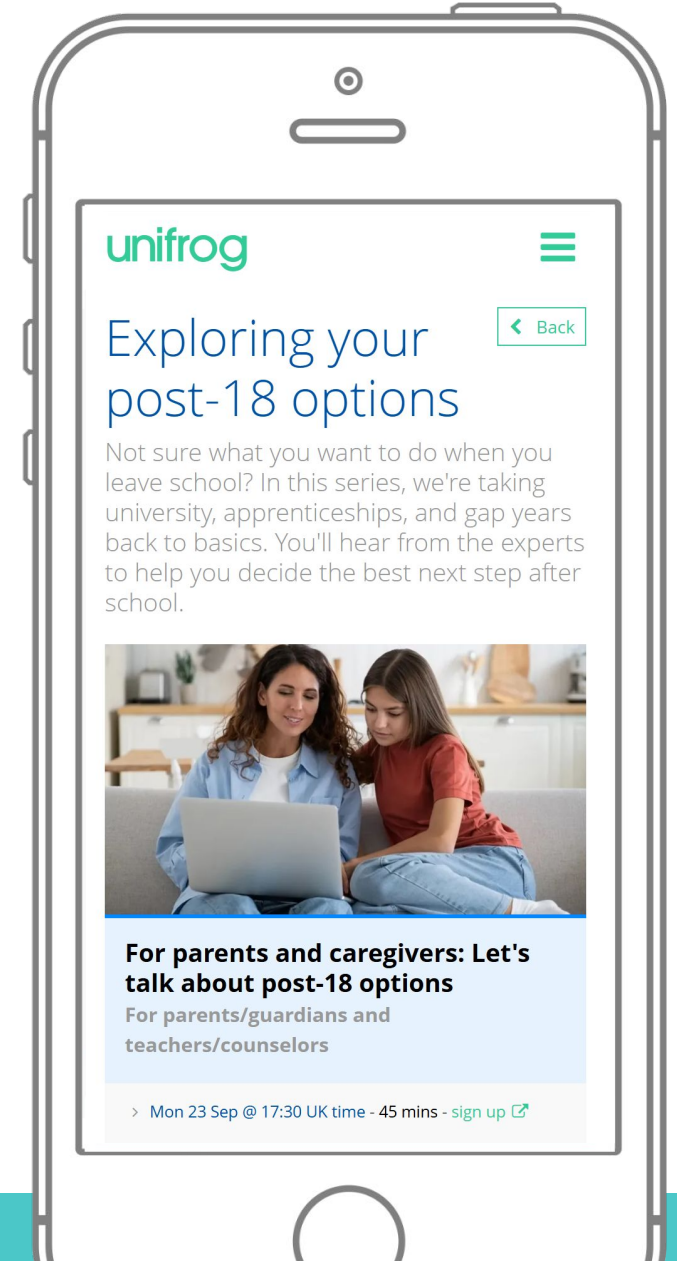 unifrog
Exploring your
Back
post-18 options
Not sure what you want to do when you
leave school? In this series, we're taking
university, apprenticeships, and gap years
back to basics. You'll hear from the experts
to help you decide the best next step after
school.
For parents and caregivers: Let's
talk about post-18 options
For parents/guardians and
teachers/counselors
Mon 23 Sep @ 17:30 UK time - 45 mins - sign up